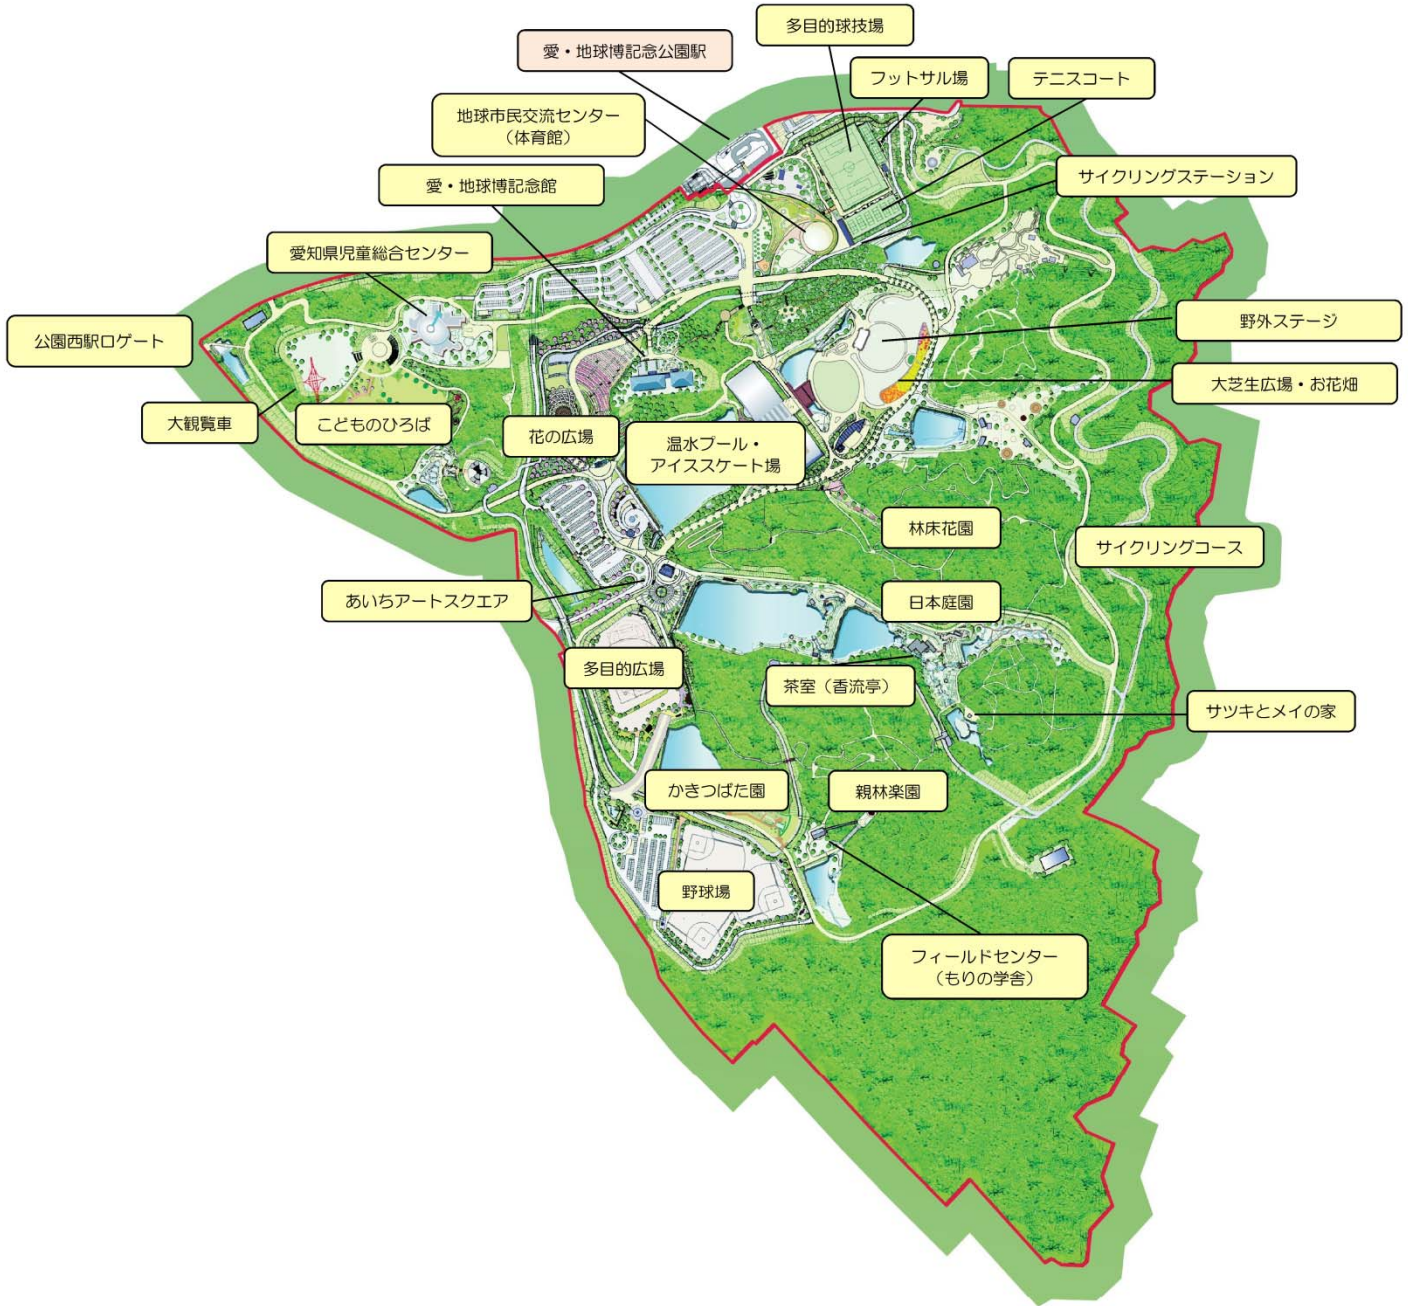 多目的球技場
愛・地球博記念公園駅
フットサル場
テニスコート
地球市民交流センター
（体育館）
サイクリングステーション
愛・地球博記念館
愛知県児童総合センター
野外ステージ
公園西駅口ゲート
大芝生広場・お花畑
大観覧車
こどものひろば
花の広場
温水プール・
アイススケート場
林床花園
サイクリングコース
あいちアートスクエア
日本庭園
多目的広場
茶室（香流亭）
サツキとメイの家
かきつばた園
親林楽園
野球場
フィールドセンター
（もりの学舎）